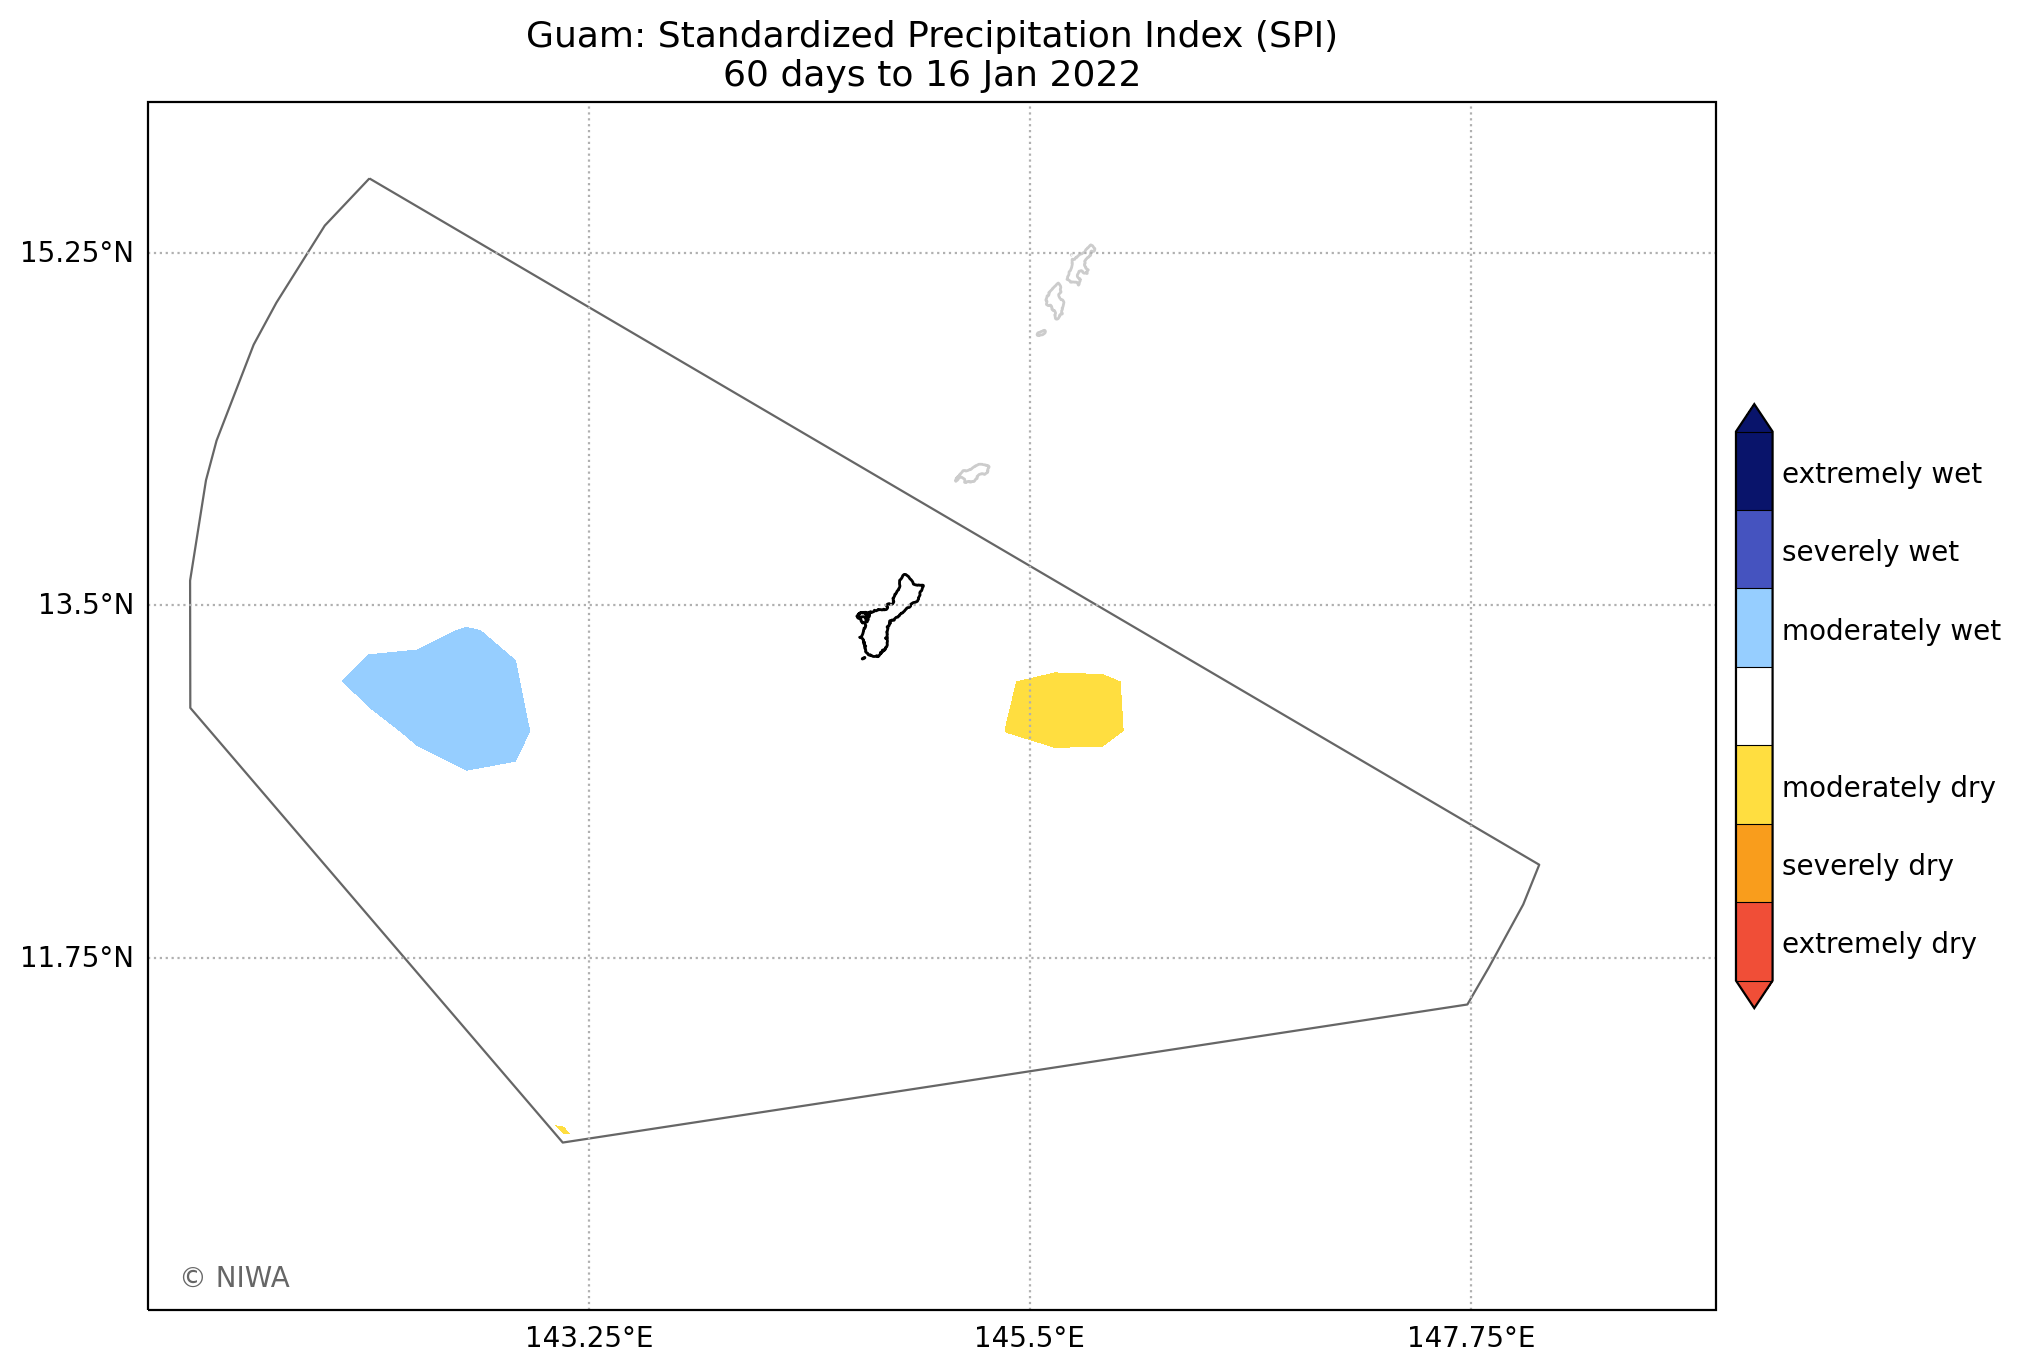 Guam: Standardized Precipitation Index (SPI)
60 days to 16 Jan 2022
15.25°N
13.5°N
11.75°N
143.25°E
145.5°E
147.75°E
extremely wet
severely wet
moderately wet
moderately dry
severely dry
extremely dry
© NIWA